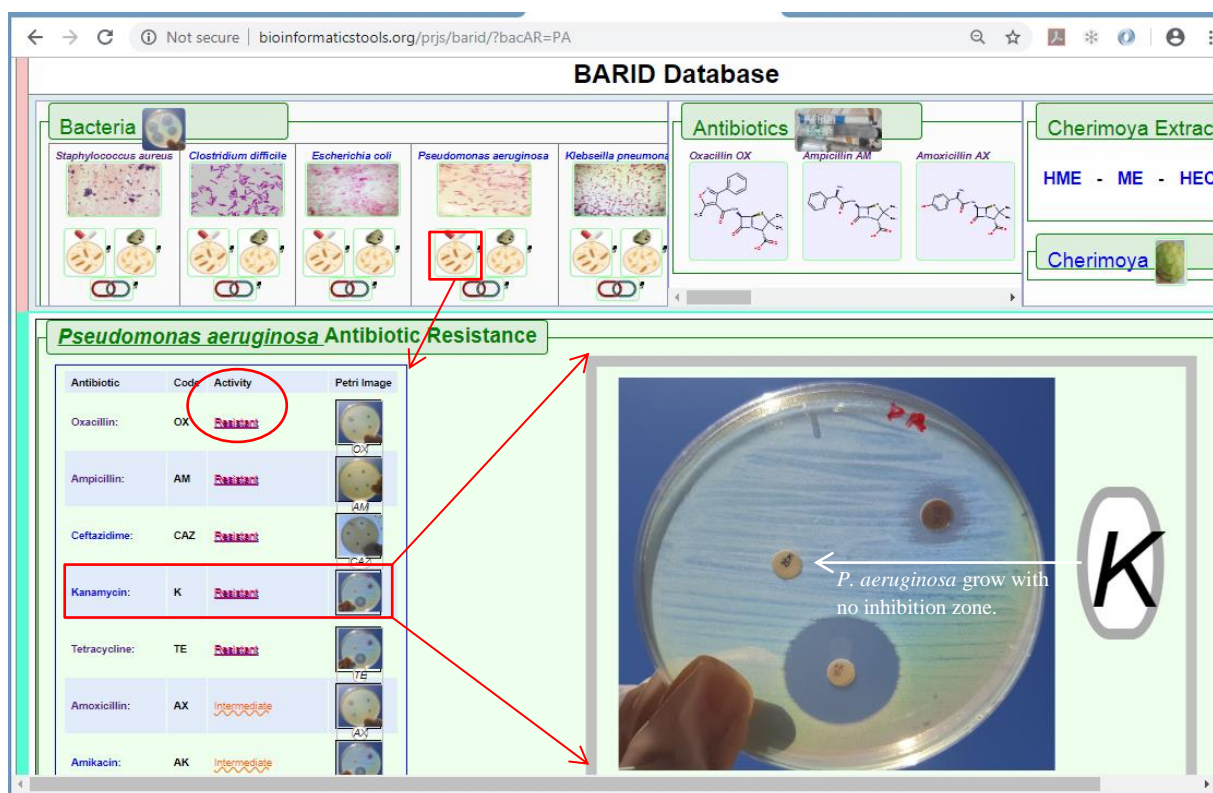 Not secure | bioinformaticstools.org/prjs/barid/?bacAR=PA
BARID Database
Bacteria
Staphylococcus aureus Clostridium difficile Escherichia coli Pseudomonas aeruginosa Klebseilla pneumona
Antibiotics
Oxacillin OX Ampicillin AM Amoxicillin AX
Cherimoya Extrac
HME - ME - HEC
Cherimoya
Pseudomonas aeruginosa Antibiotic Resistance
Antibiotic Code Activity Petri Image
Oxacillin: OX Resistant
OX
Ampicillin: AM Resistant
AM
Ceftazidime: CAZ Resistant
CAZ
Kanamycin: K Resistant
Tetracycline: TE Resistant
TE
Amoxicillin: AX Intermediate
AX
Amikacin: AK Intermediate
PA
P. aeruginosa grow with
no inhibition zone.
K